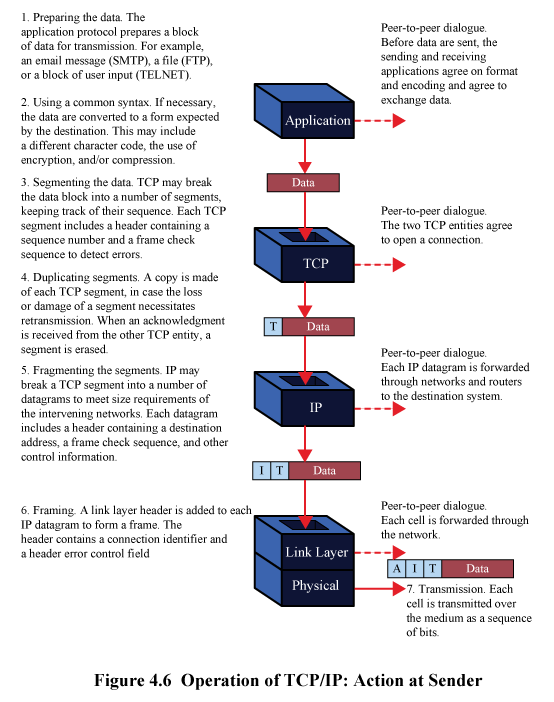 1. Preparing the data. The
application protocol prepares a block
of data for transmission. For example,
an email message (SMTP), a file (FTP),
or a block of user input (TELNET).
2. Using a common syntax. If necessary,
the data are converted to a form expected
by the destination. This may include
a different character code, the use of
encryption, and/or compression.
3. Segmenting the data. TCP may break
the data block into a number of segments,
keeping track of their sequence. Each TCP
segment includes a header containing a
sequence number and a frame check
sequence to detect errors.
4. Duplicating segments. A copy is made
of each TCP segment, in case the loss
or damage of a segment necessitates
retransmission. When an acknowledgment
is received from the other TCP entity, a
segment is erased.
5. Fragmenting the segments. IP may
break a TCP segment into a number of
datagrams to meet size requirements of
the intervening networks. Each datagram
includes a header containing a destination
address, a frame check sequence, and other
control information.
6. Framing. A link layer header is added to each
IP datagram to form a frame. The
header contains a connection identifier and
a header error control field
Application
Data
TCP
T Data
IP
I T Data
Link Layer
Physical
Peer-to-peer dialogue.
Before data are sent, the
sending and receiving
applications agree on format
and encoding and agree to
exchange data.
Peer-to-peer dialogue.
The two TCP entities agree
to open a connection.
Peer-to-peer dialogue.
Each IP datagram is forwarded
through networks and routers
to the destination system.
Peer-to-peer dialogue.
Each cell is forwarded through
the network.
A I T Data
7. Transmission. Each
cell is transmitted over
the medium as a sequence
of bits.
Figure 4.6 Operation of TCP/IP: Action at Sender